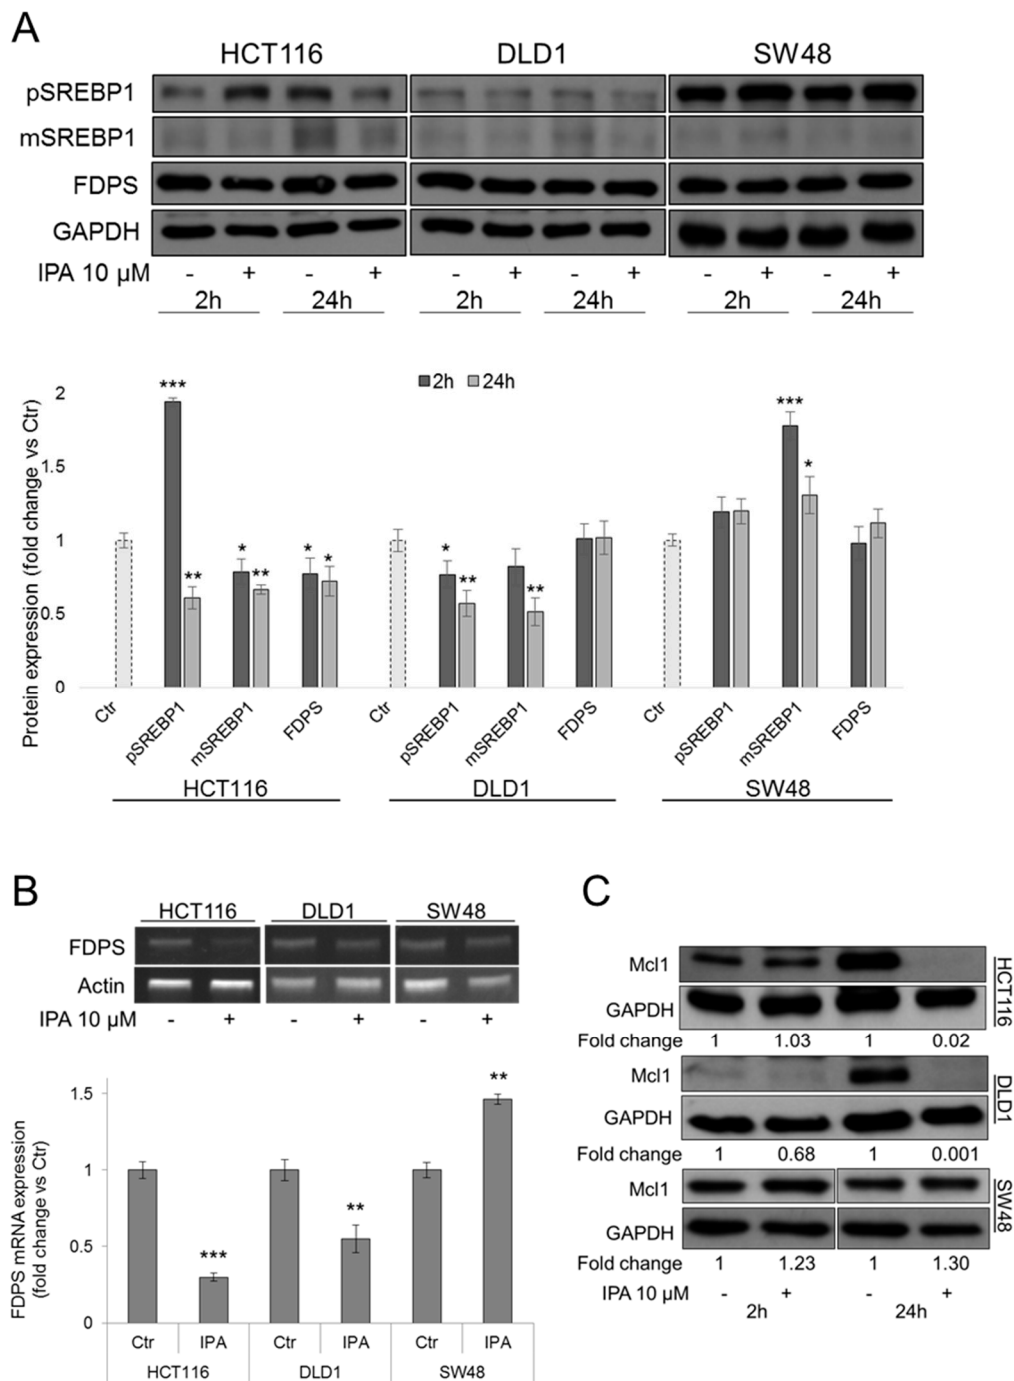 A
HCT116 DLD1 SW48
pSREBP1
mSREBP1
FDPS
GAPDH
IPA 10 µM - + - + - + - + - + - +
2h 24h 2h 24h 2h 24h
Protein expression (fold change vs Ctr)
2h 24h
2
1.5
1
0.5
0
*** ** * ** * *
* ** **
*** *
Ctr pSREBP1 mSREBP1 FDPS Ctr pSREBP1 mSREBP1 FDPS Ctr pSREBP1 mSREBP1 FDPS
HCT116 DLD1 SW48
B
HCT116 DLD1 SW48
FDPS
Actin
IPA 10 µM - + - + - +
FDPS mRNA expression
(fold change vs Ctr)
1.5
1
0.5
0
*** ** **
Ctr IPA Ctr IPA Ctr IPA
HCT116 DLD1 SW48
C
Mcl1
GAPDH
HCT116
Fold change 1 1.03 1 0.02
Mcl1
GAPDH
DLD1
Fold change 1 0.68 1 0.001
Mcl1
GAPDH
SW48
Fold change 1 1.23 1 1.30
IPA 10 µM - + - +
2h 24h